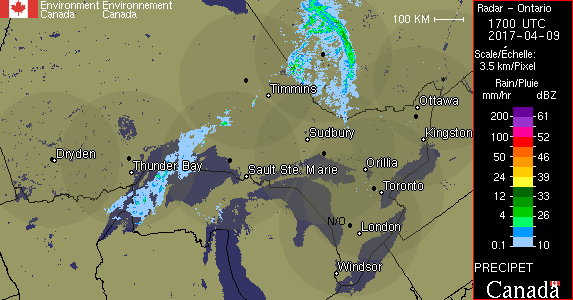 Environment Environnement
Canada Canada
Radar - Ontario
1700 UTC
2017-04-09
100 KM
Scale/Échelle:
3.5 km/Pixel
Rain/Pluie
mm/hr dBZ
200 61
100 52
50 46
24 39
12 33
4 26
0.1 10
PRECIPET
Canada
Timmins
Ottawa
Sudbury
Kingston
Dryden
Thunder Bay
Sault Ste. Marie
Orillia
Toronto
N/O
London
Windsor